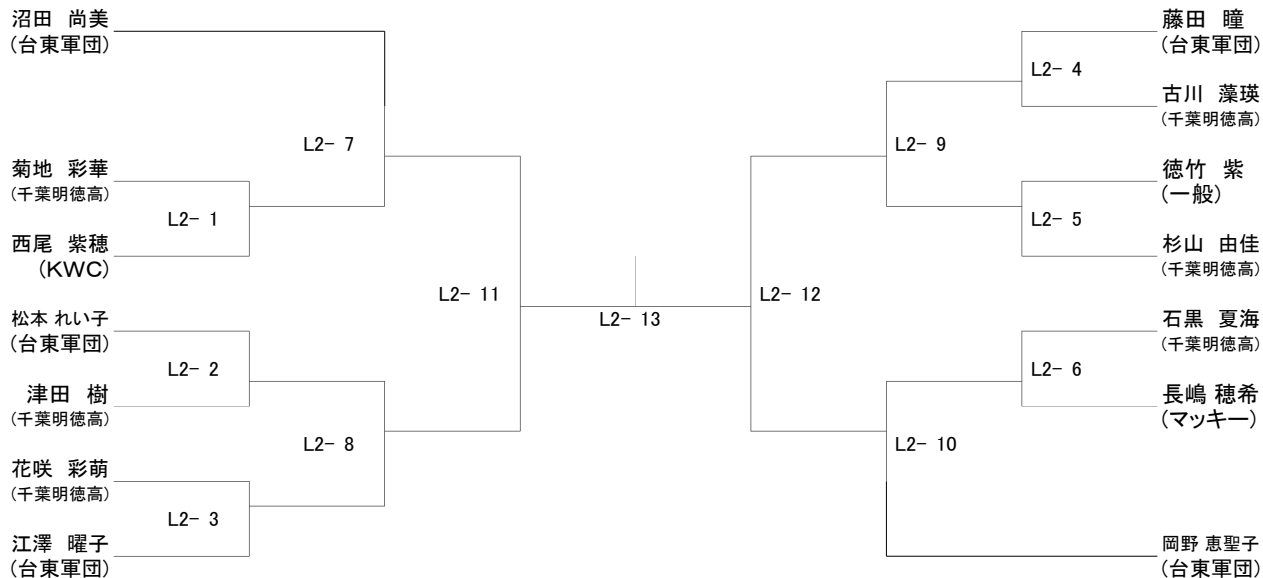 沼田 尚美
(台東軍団)
L2- 7
菊地 彩華
(千葉明徳高)
L2- 1
西尾 紫穂
(KWC)
L2- 11
松本 れい子
(台東軍団)
L2- 2
津田 樹
(千葉明徳高)
L2- 8
花咲 彩萌
(千葉明徳高)
L2- 3
江澤 曜子
(台東軍団)
L2- 13
藤田 瞳
(台東軍団)
L2- 4
古川 藻瑛
(千葉明徳高)
L2- 9
徳竹 紫
(一般)
L2- 5
杉山 由佳
(千葉明徳高)
L2- 12
石黒 夏海
(千葉明徳高)
L2- 6
長嶋 穂希
(マッキー)
L2- 10
岡野 恵聖子
(台東軍団)